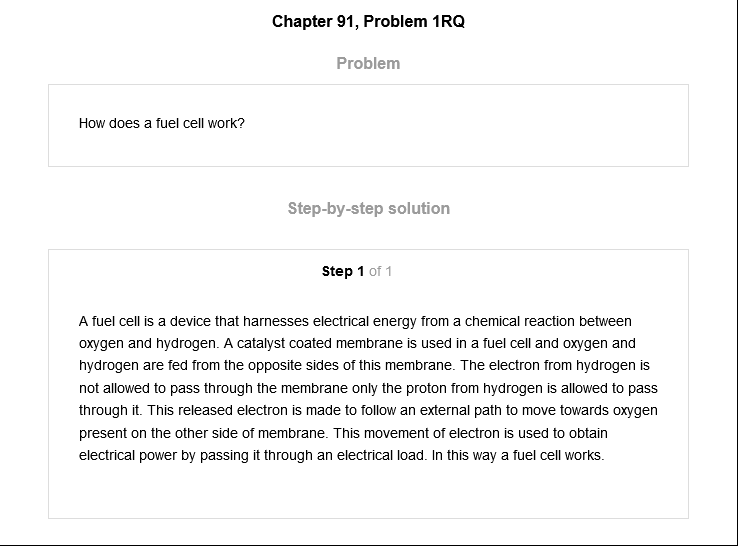 Chapter 91, Problem 1RQ
Problem
How does a fuel cell work?
Step-by-step solution
Step 1 of 1
A fuel cell is a device that harnesses electrical energy from a chemical reaction between
oxygen and hydrogen. A catalyst coated membrane is used in a fuel cell and oxygen and
hydrogen are fed from the opposite sides of this membrane. The electron from hydrogen is
not allowed to pass through the membrane only the proton from hydrogen is allowed to pass
through it. This released electron is made to follow an external path to move towards oxygen
present on the other side of membrane. This movement of electron is used to obtain
electrical power by passing it through an electrical load. In this way a fuel cell works.